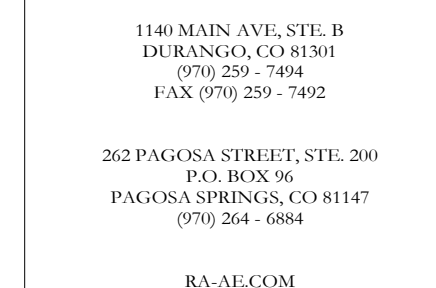 1140 MAIN AVE, STE. B
DURANGO, CO 81301
(970) 259 - 7494
FAX (970) 259 - 7492
262 PAGOSA STREET, STE. 200
P.O. BOX 96
PAGOSA SPRINGS, CO 81147
(970) 264 - 6884
RA-AE.COM